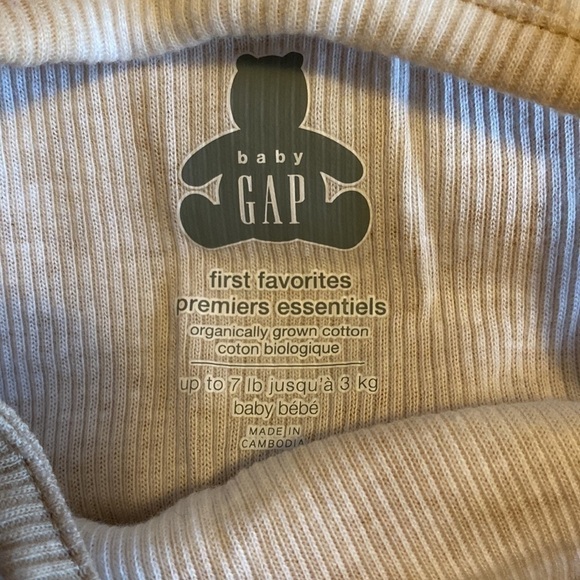 baby
GAP
first favorites
premiers essentiels
organically grown cotton
coton biologique
up to 7 lb jusqu'à 3 kg
baby bébé
MADE IN
CAMBODIA